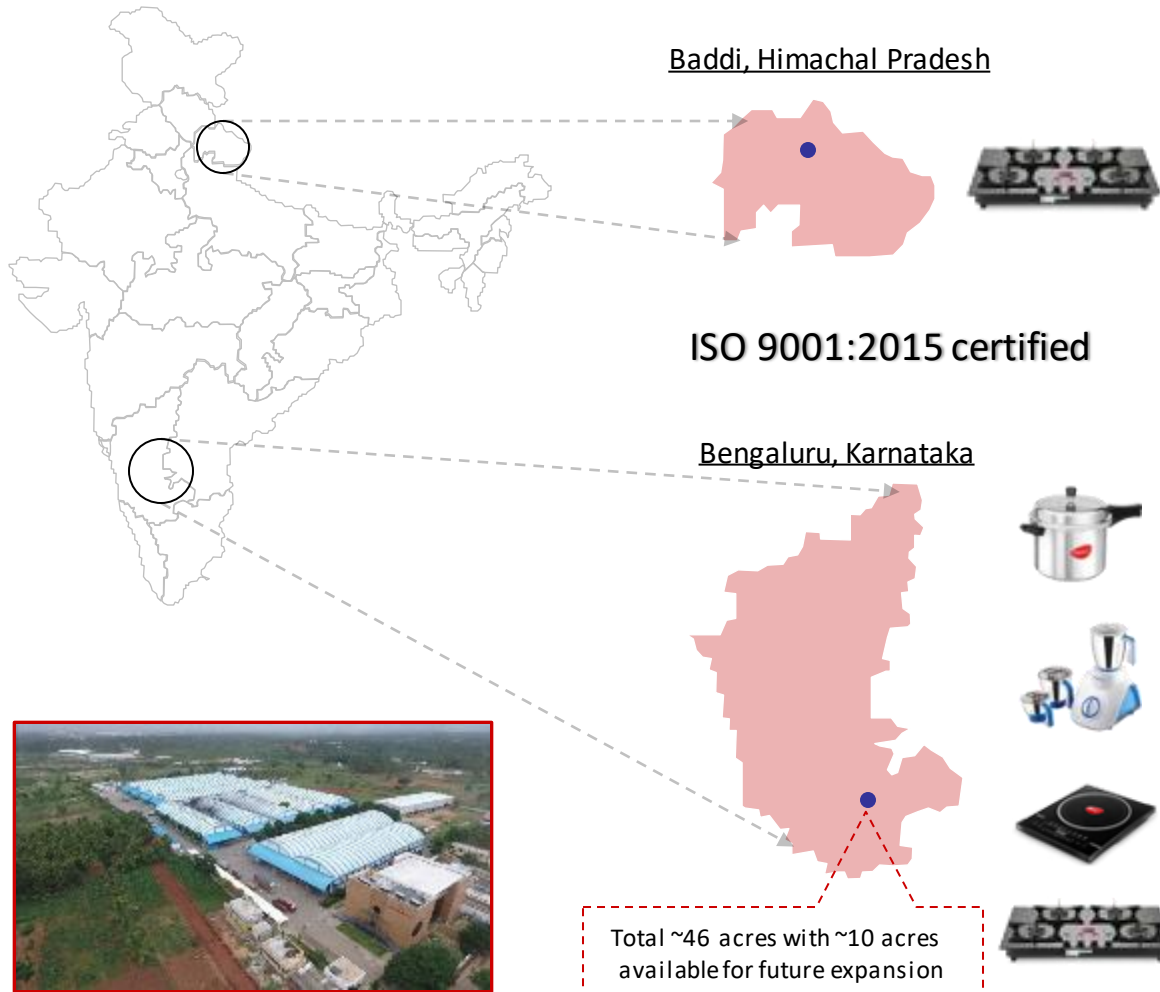 Baddi, Himachal Pradesh
ISO 9001:2015 certified
Bengaluru, Karnataka
Total ~46 acres with ~10 acres
available for future expansion